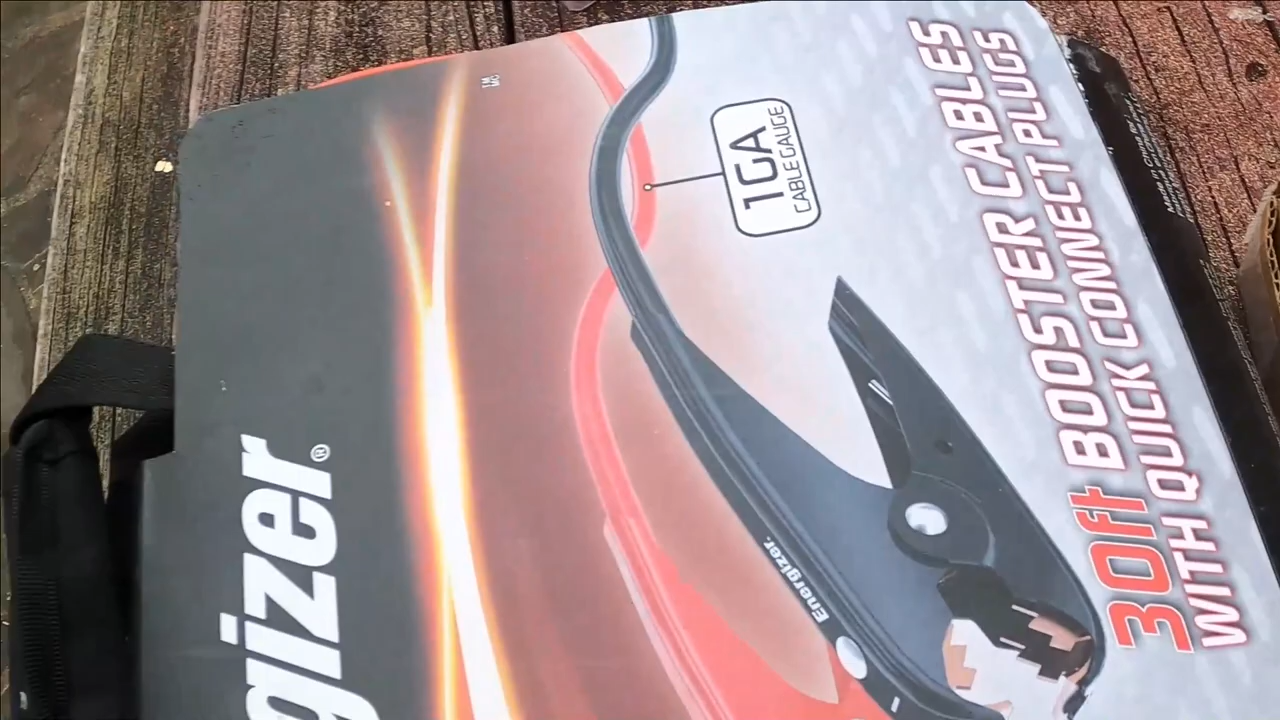 gizer®
1GA
CABLE GAUGE
Energizer.
30ft BOOSTER CABLES
WITH QUICK CONNECT PLUGS